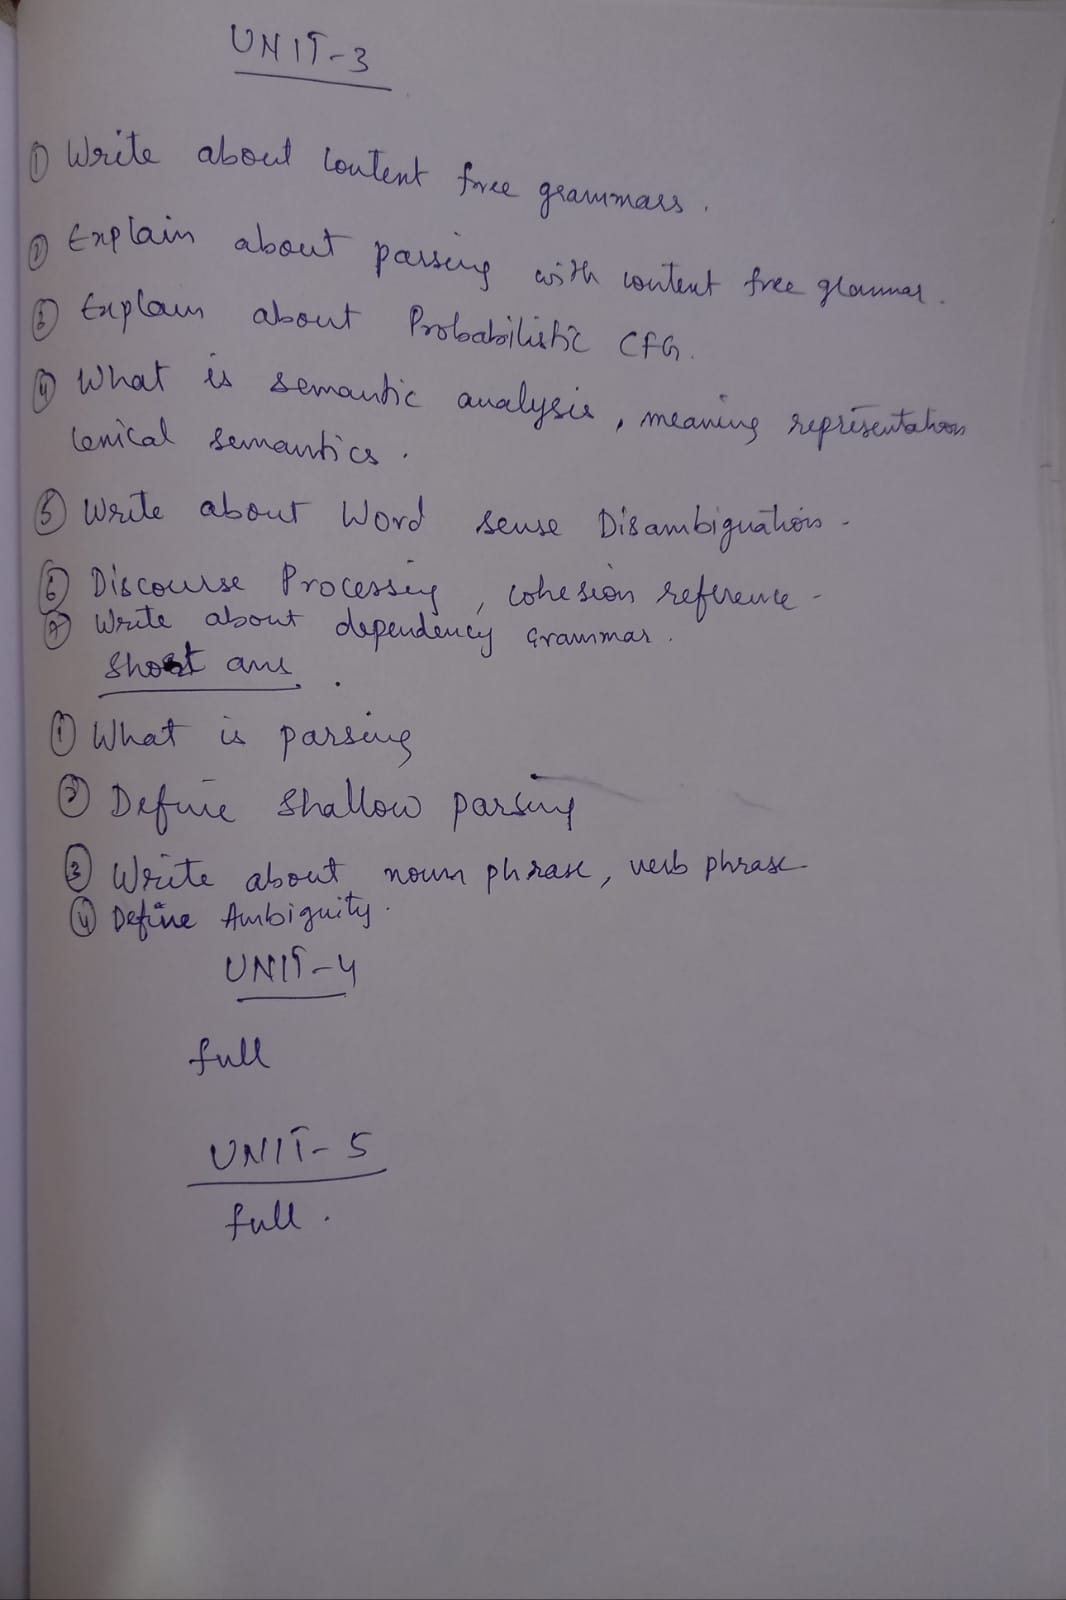 UNIT-3
① Write about content free grammars.
② Explain about parsing with content free grammar.
③ Explain about Probabilistic CFG.
④ What is semantic analysis, meaning representation
lenical semantics.
⑤ Write about Word sense Disambiguation.
⑥ Discourse Processing, cohesion reference.
⑦ Write about dependency Grammar.
Short ans.
① What is parsing
② Define shallow parsing
③ Write about noun phrase, verb phrase
④ Define Ambiguity.
UNIT-4
full
UNIT-5
full.